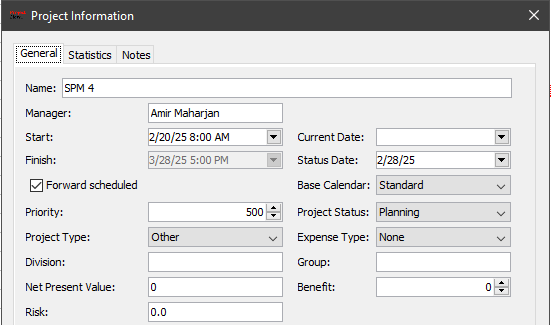 Project Information
General Statistics Notes
Name: SPM 4
Manager: Amir Maharjan
Start: 2/20/25 8:00 AM Current Date:
Finish: 3/28/25 5:00 PM Status Date: 2/28/25
Forward scheduled Base Calendar: Standard
Priority: 500 Project Status: Planning
Project Type: Other Expense Type: None
Division: Group:
Net Present Value: 0 Benefit: 0
Risk: 0.0